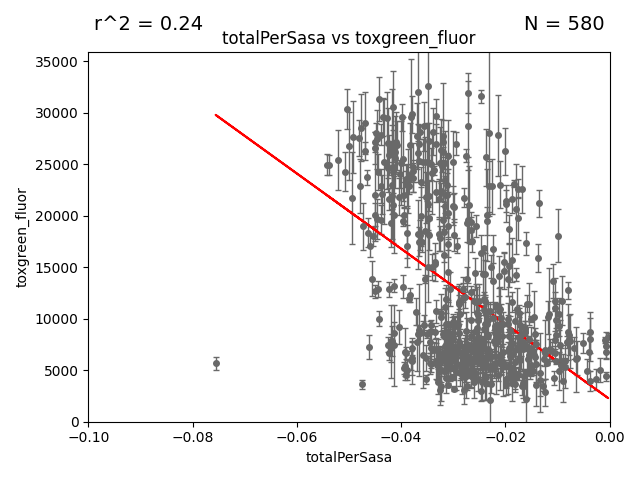 r^2 = 0.24
N = 580
totalPerSasa vs toxgreen_fluor
35000
30000
25000
20000
15000
10000
5000
0
toxgreen_fluor
−0.10
−0.08
−0.06
−0.04
−0.02
0.00
totalPerSasa